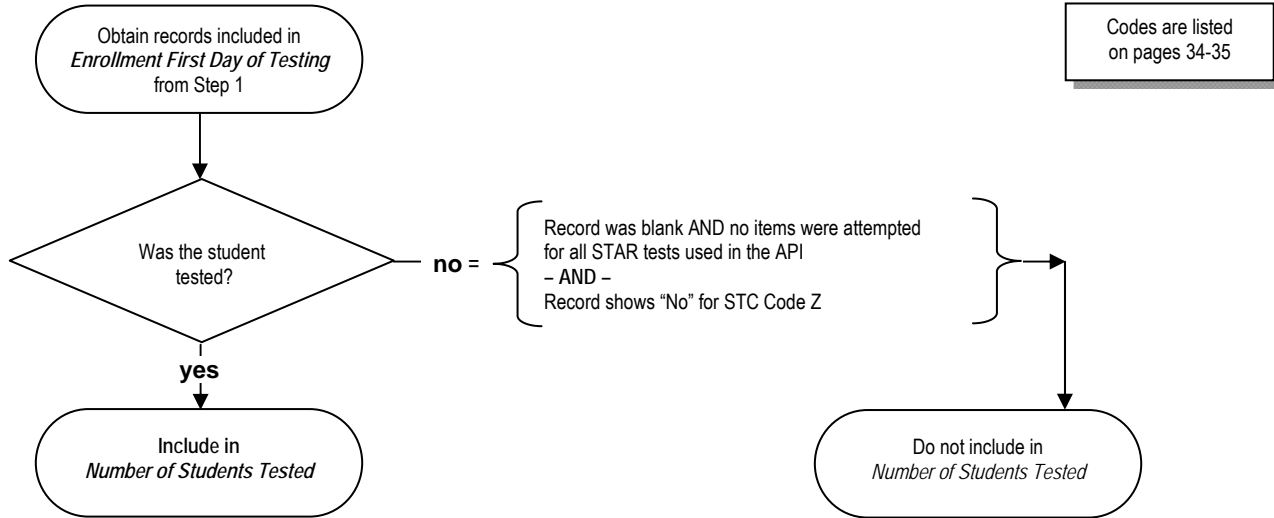 Obtain records included in
Enrollment First Day of Testing
from Step 1
Codes are listed
on pages 34-35
Was the student
tested?
no =
Record was blank AND no items were attempted
for all STAR tests used in the API
– AND –
Record shows “No” for STC Code Z
yes
Include in
Number of Students Tested
Do not include in
Number of Students Tested